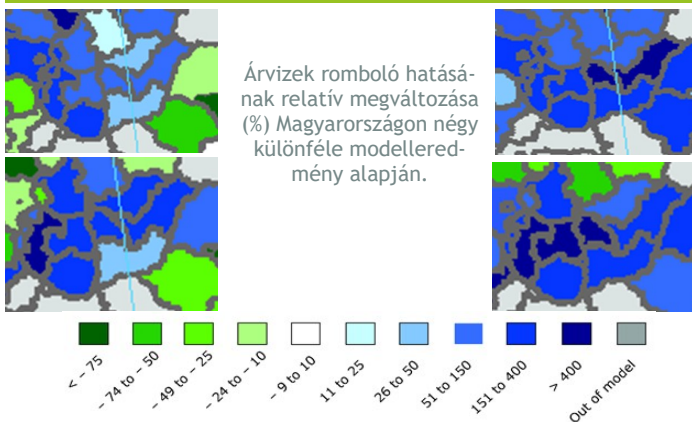 Árvizek romboló hatásá-
nak relatív megváltozása
(%) Magyarországon négy
különféle modellered-
mény alapján.
< – 75
– 74 to – 50
– 49 to – 25
– 24 to – 10
– 9 to 10
11 to 25
26 to 50
51 to 150
151 to 400
> 400
Out of model